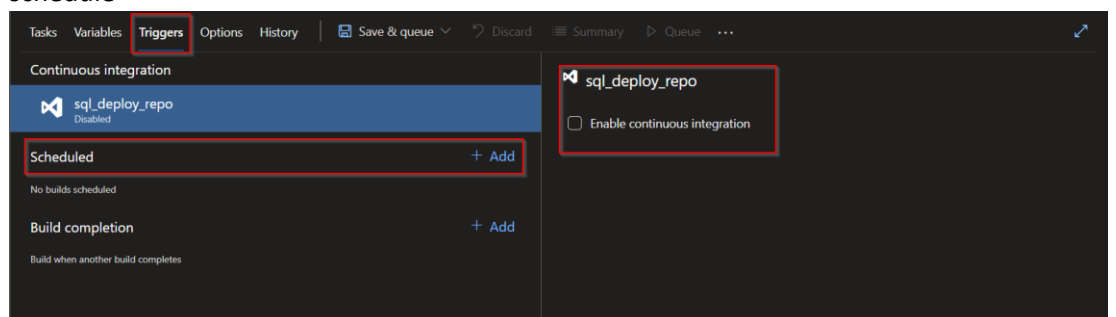 schedule
Tasks Variables Triggers Options History Save & queue Discard Summary Queue ...
Continuous integration
sql_deploy_repo
Disabled
Scheduled + Add
No builds scheduled
Build completion + Add
Build when another build completes
sql_deploy_repo
Enable continuous integration